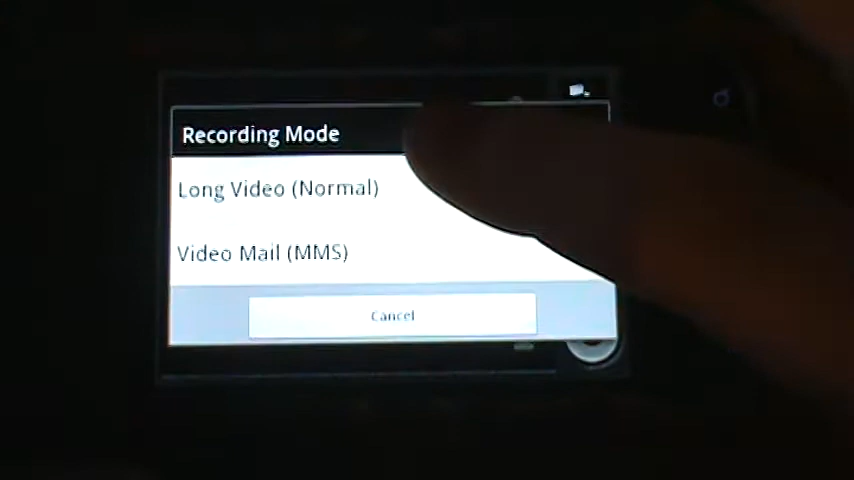 Recording Mode
Long Video (Normal)
Video Mail (MMS)
Cancel